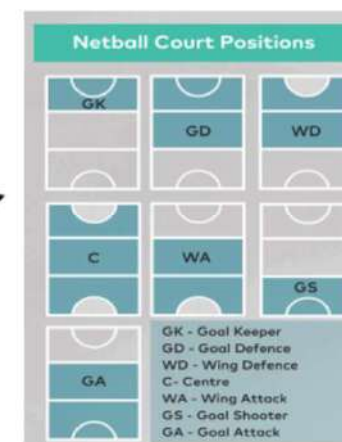 Netball Court Positions
GK
GD
WD
C
WA
GS
GA
GK - Goal Keeper
GD - Goal Defence
WD - Wing Defence
C- Centre
WA - Wing Attack
GS - Goal Shooter
GA - Goal Attack